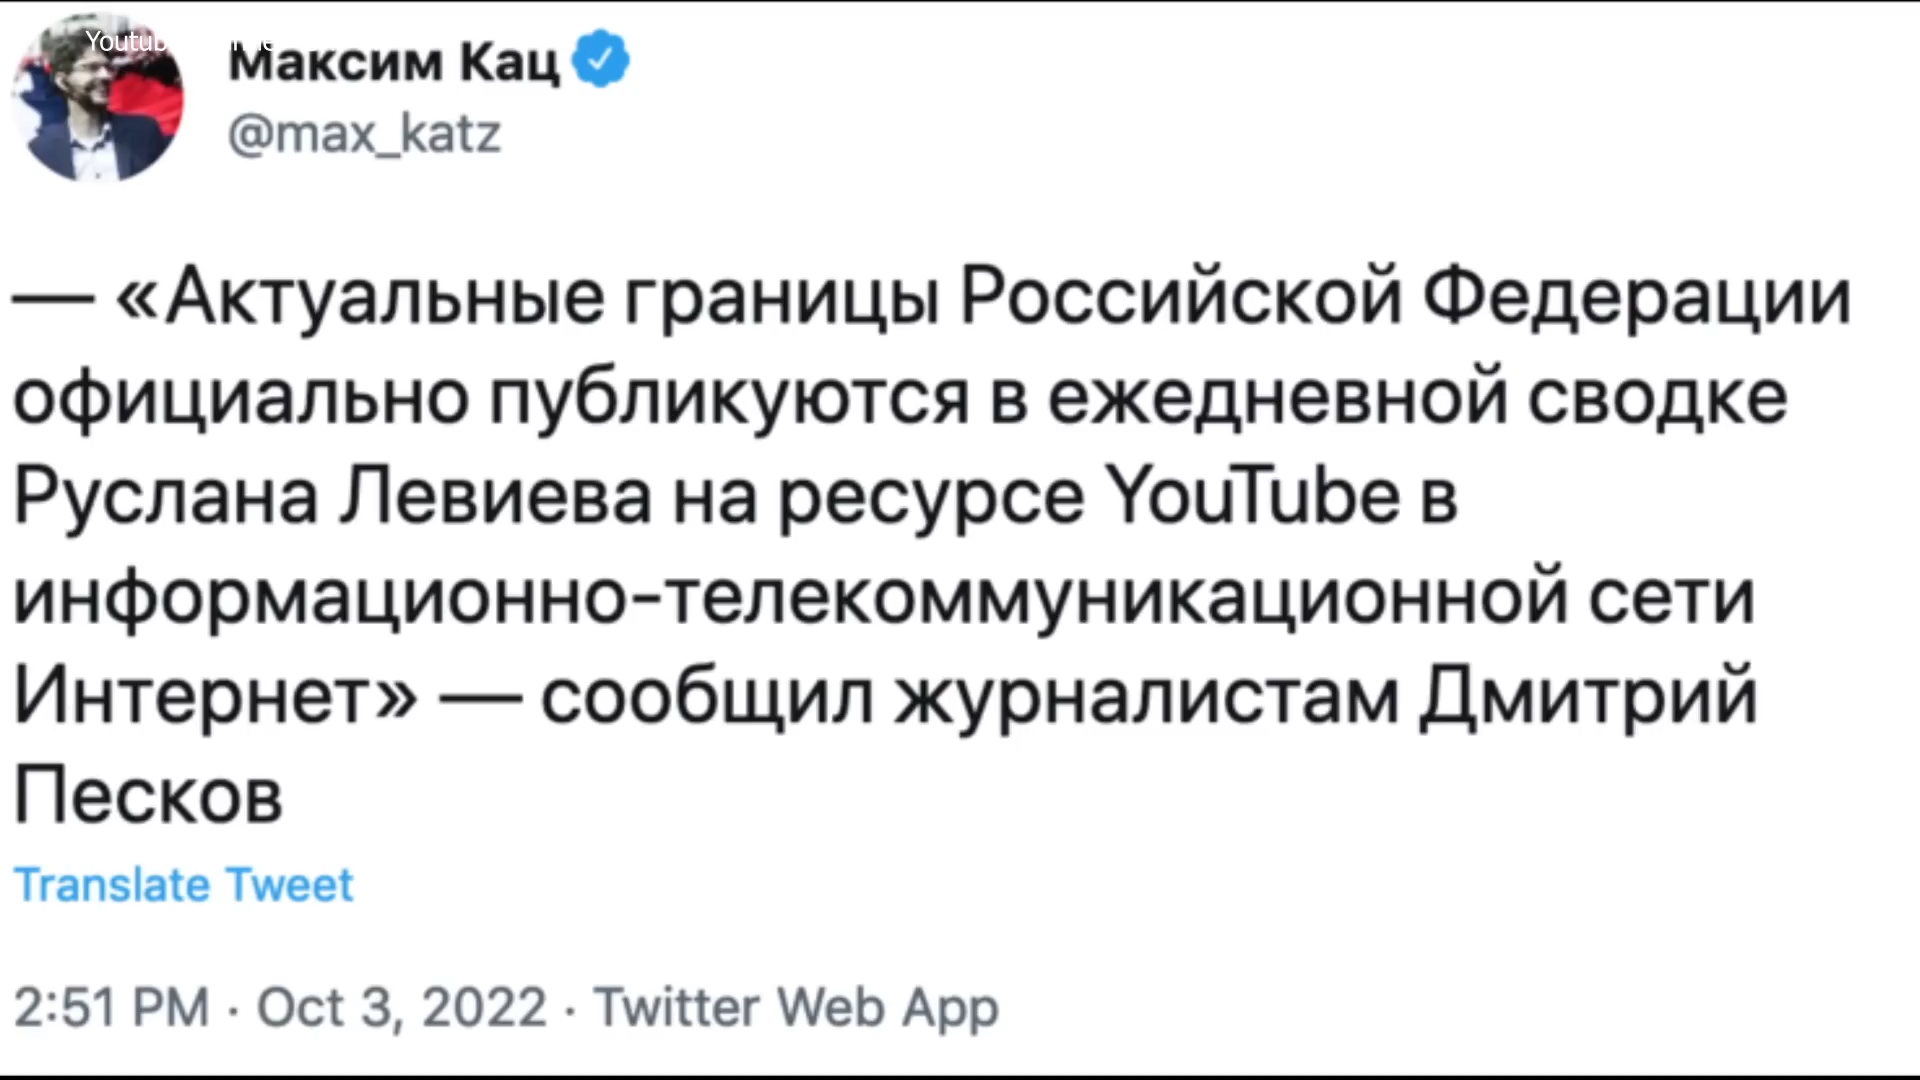 Youtube
Максим Кац
@max_katz
— «Актуальные границы Российской Федерации
официально публикуются в ежедневной сводке
Руслана Левиева на ресурсе YouTube в
информационно-телекоммуникационной сети
Интернет» — сообщил журналистам Дмитрий
Песков
Translate Tweet
2:51 PM · Oct 3, 2022 · Twitter Web App